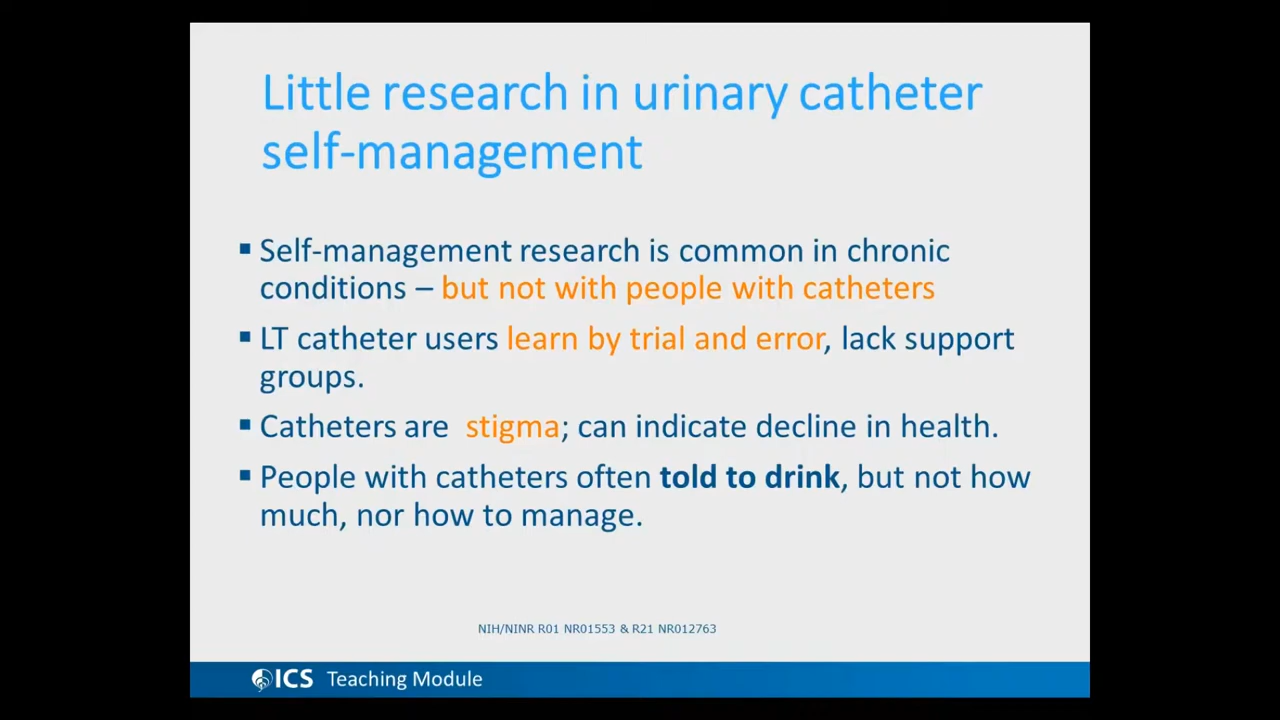 Little research in urinary catheter
self-management
▪ Self-management research is common in chronic
conditions – but not with people with catheters
▪ LT catheter users learn by trial and error, lack support
groups.
▪ Catheters are stigma; can indicate decline in health.
▪ People with catheters often told to drink, but not how
much, nor how to manage.
NIH/NINR R01 NR01553 & R21 NR012763
ICS Teaching Module